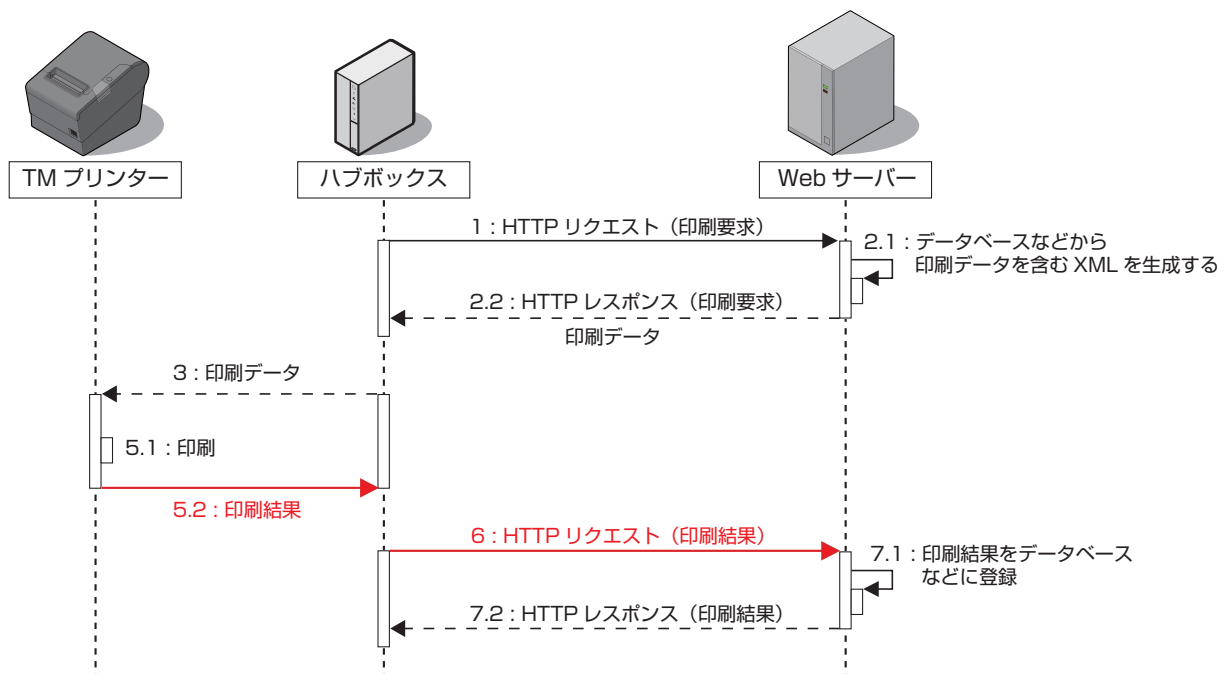 TM プリンター
ハブボックス
Web サーバー
1 : HTTP リクエスト（印刷要求）
2.1 : データベースなどから
印刷データを含む XML を生成する
2.2 : HTTP レスポンス（印刷要求）
印刷データ
3 : 印刷データ
5.1 : 印刷
5.2 : 印刷結果
6 : HTTP リクエスト（印刷結果）
7.1 : 印刷結果をデータベース
などに登録
7.2 : HTTP レスポンス（印刷結果）